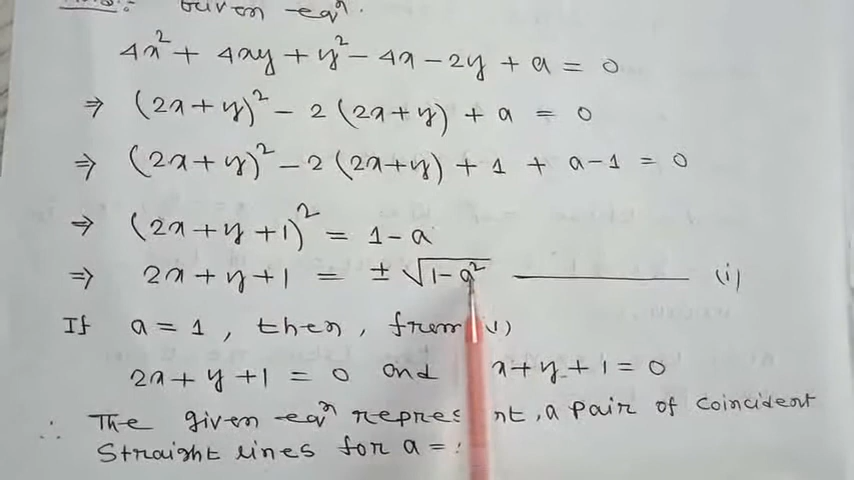 Given eqⁿ.
4x² + 4xy + y² - 4x - 2y + a = 0
⇒ (2x + y)² - 2 (2x + y) + a = 0
⇒ (2x + y)² - 2 (2x + y) + 1 + a - 1 = 0
⇒ (2x + y + 1)² = 1 - a
⇒ 2x + y + 1 = ± √1-a² ——— (i)
If a = 1, then, from
2x + y + 1 = 0 and x + y + 1 = 0
∴ The given eqⁿ a pair of coincident
Straight lines for a =